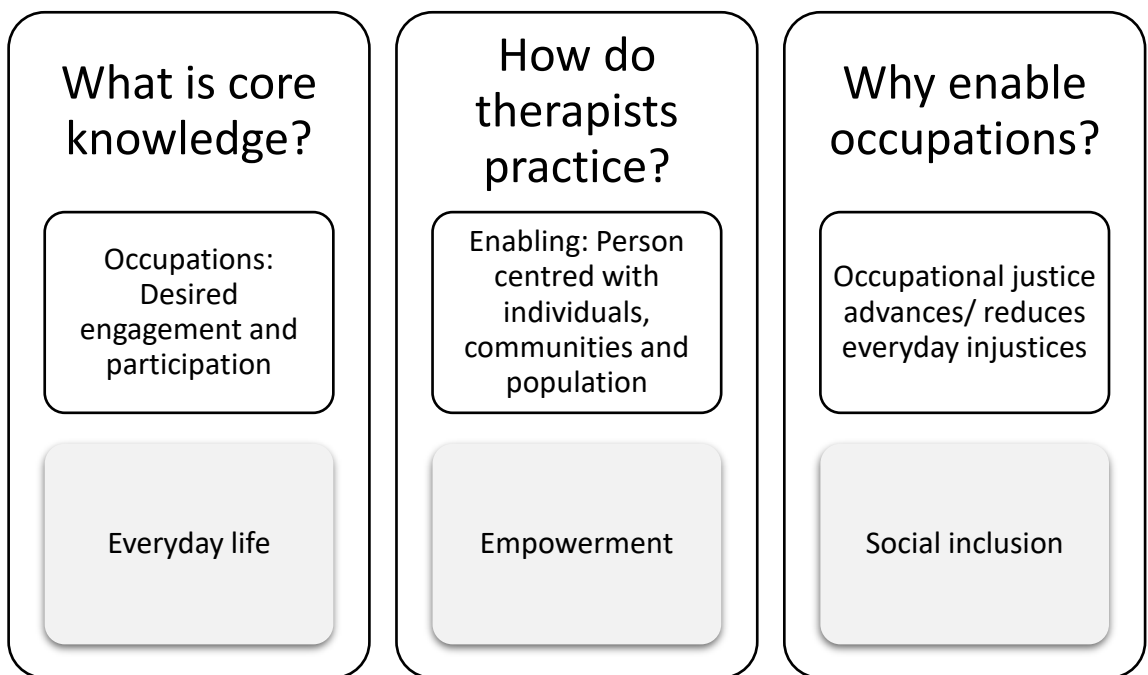 What is core
knowledge?
Occupations:
Desired
engagement and
participation
Everyday life
How do
therapists
practice?
Enabling: Person
centred with
individuals,
communities and
population
Empowerment
Why enable
occupations?
Occupational justice
advances/ reduces
everyday injustices
Social inclusion